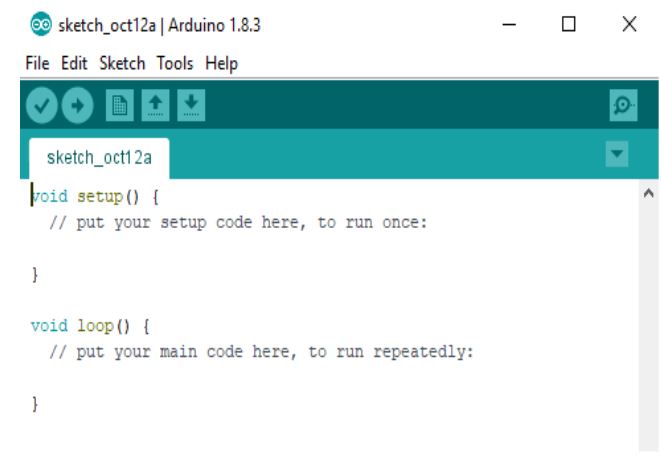 sketch_oct12a | Arduino 1.8.3
File Edit Sketch Tools Help
sketch_oct12a
void setup() {
  // put your setup code here, to run once:
}
void loop() {
  // put your main code here, to run repeatedly:
}